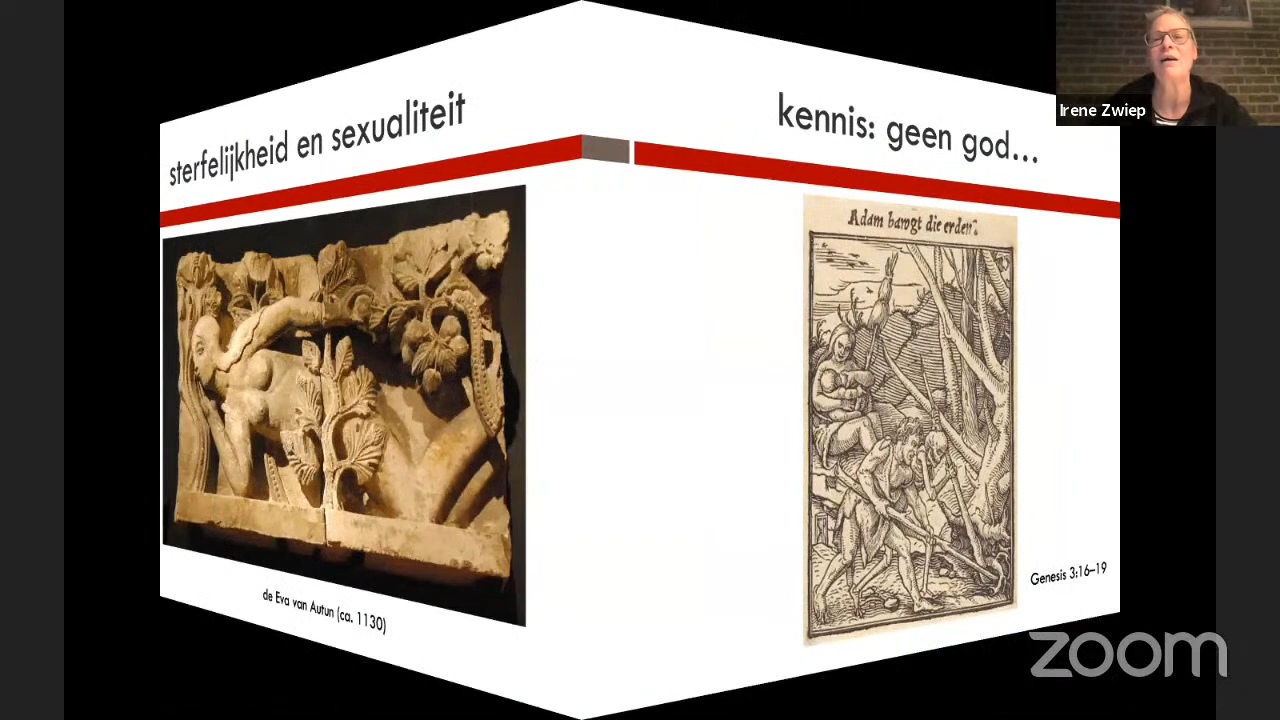 sterfelijkheid en sexualiteit
de Eva van Autun (ca. 1130)
kennis: geen god...
Adam bawgt die erden.
Genesis 3:16–19
Irene Zwiep
zoom